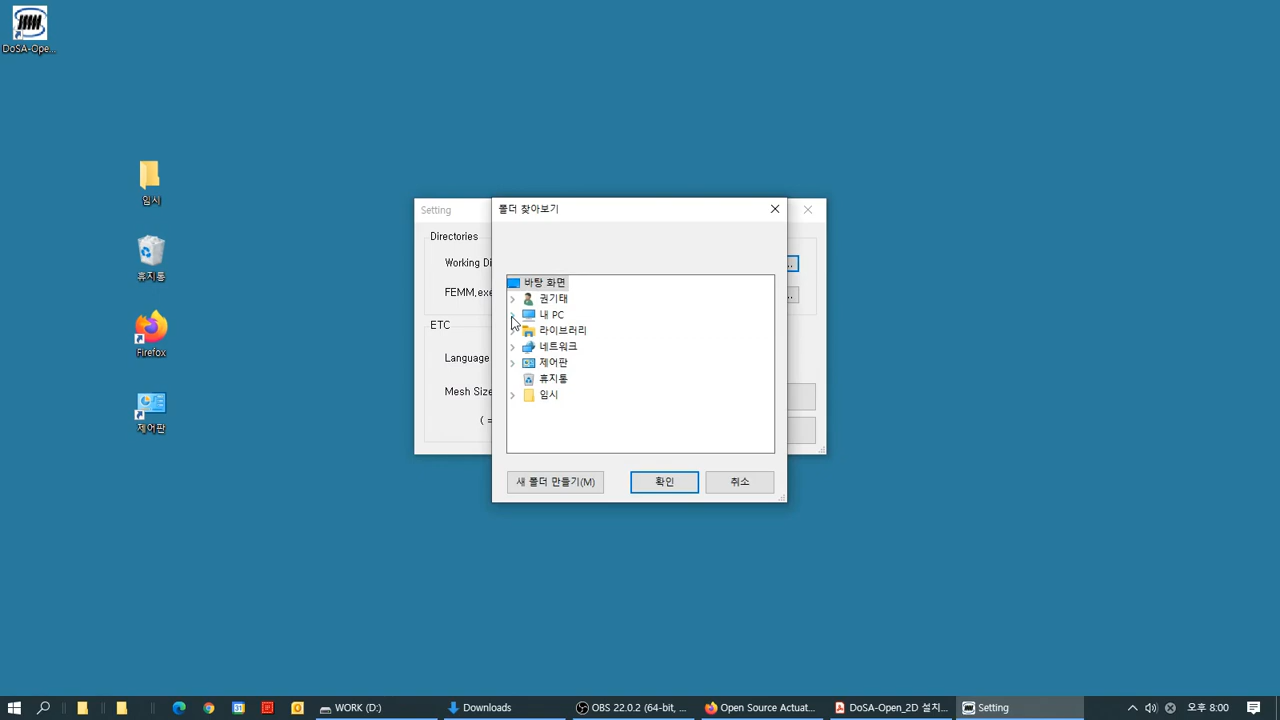 DoSA-Ope...
임시
휴지통
Firefox
제어판
Setting
Directories
Working Di
FEMM.exe
ETC
Language
Mesh Size
( =
폴더 찾아보기
바탕 화면
권기태
내 PC
라이브러리
네트워크
제어판
휴지통
임시
새 폴더 만들기(M)
확인
취소
WORK (D:)
Downloads
OBS 22.0.2 (64-bit, ...
Open Source Actuat...
DoSA-Open_2D 설치...
Setting
오후 8:00